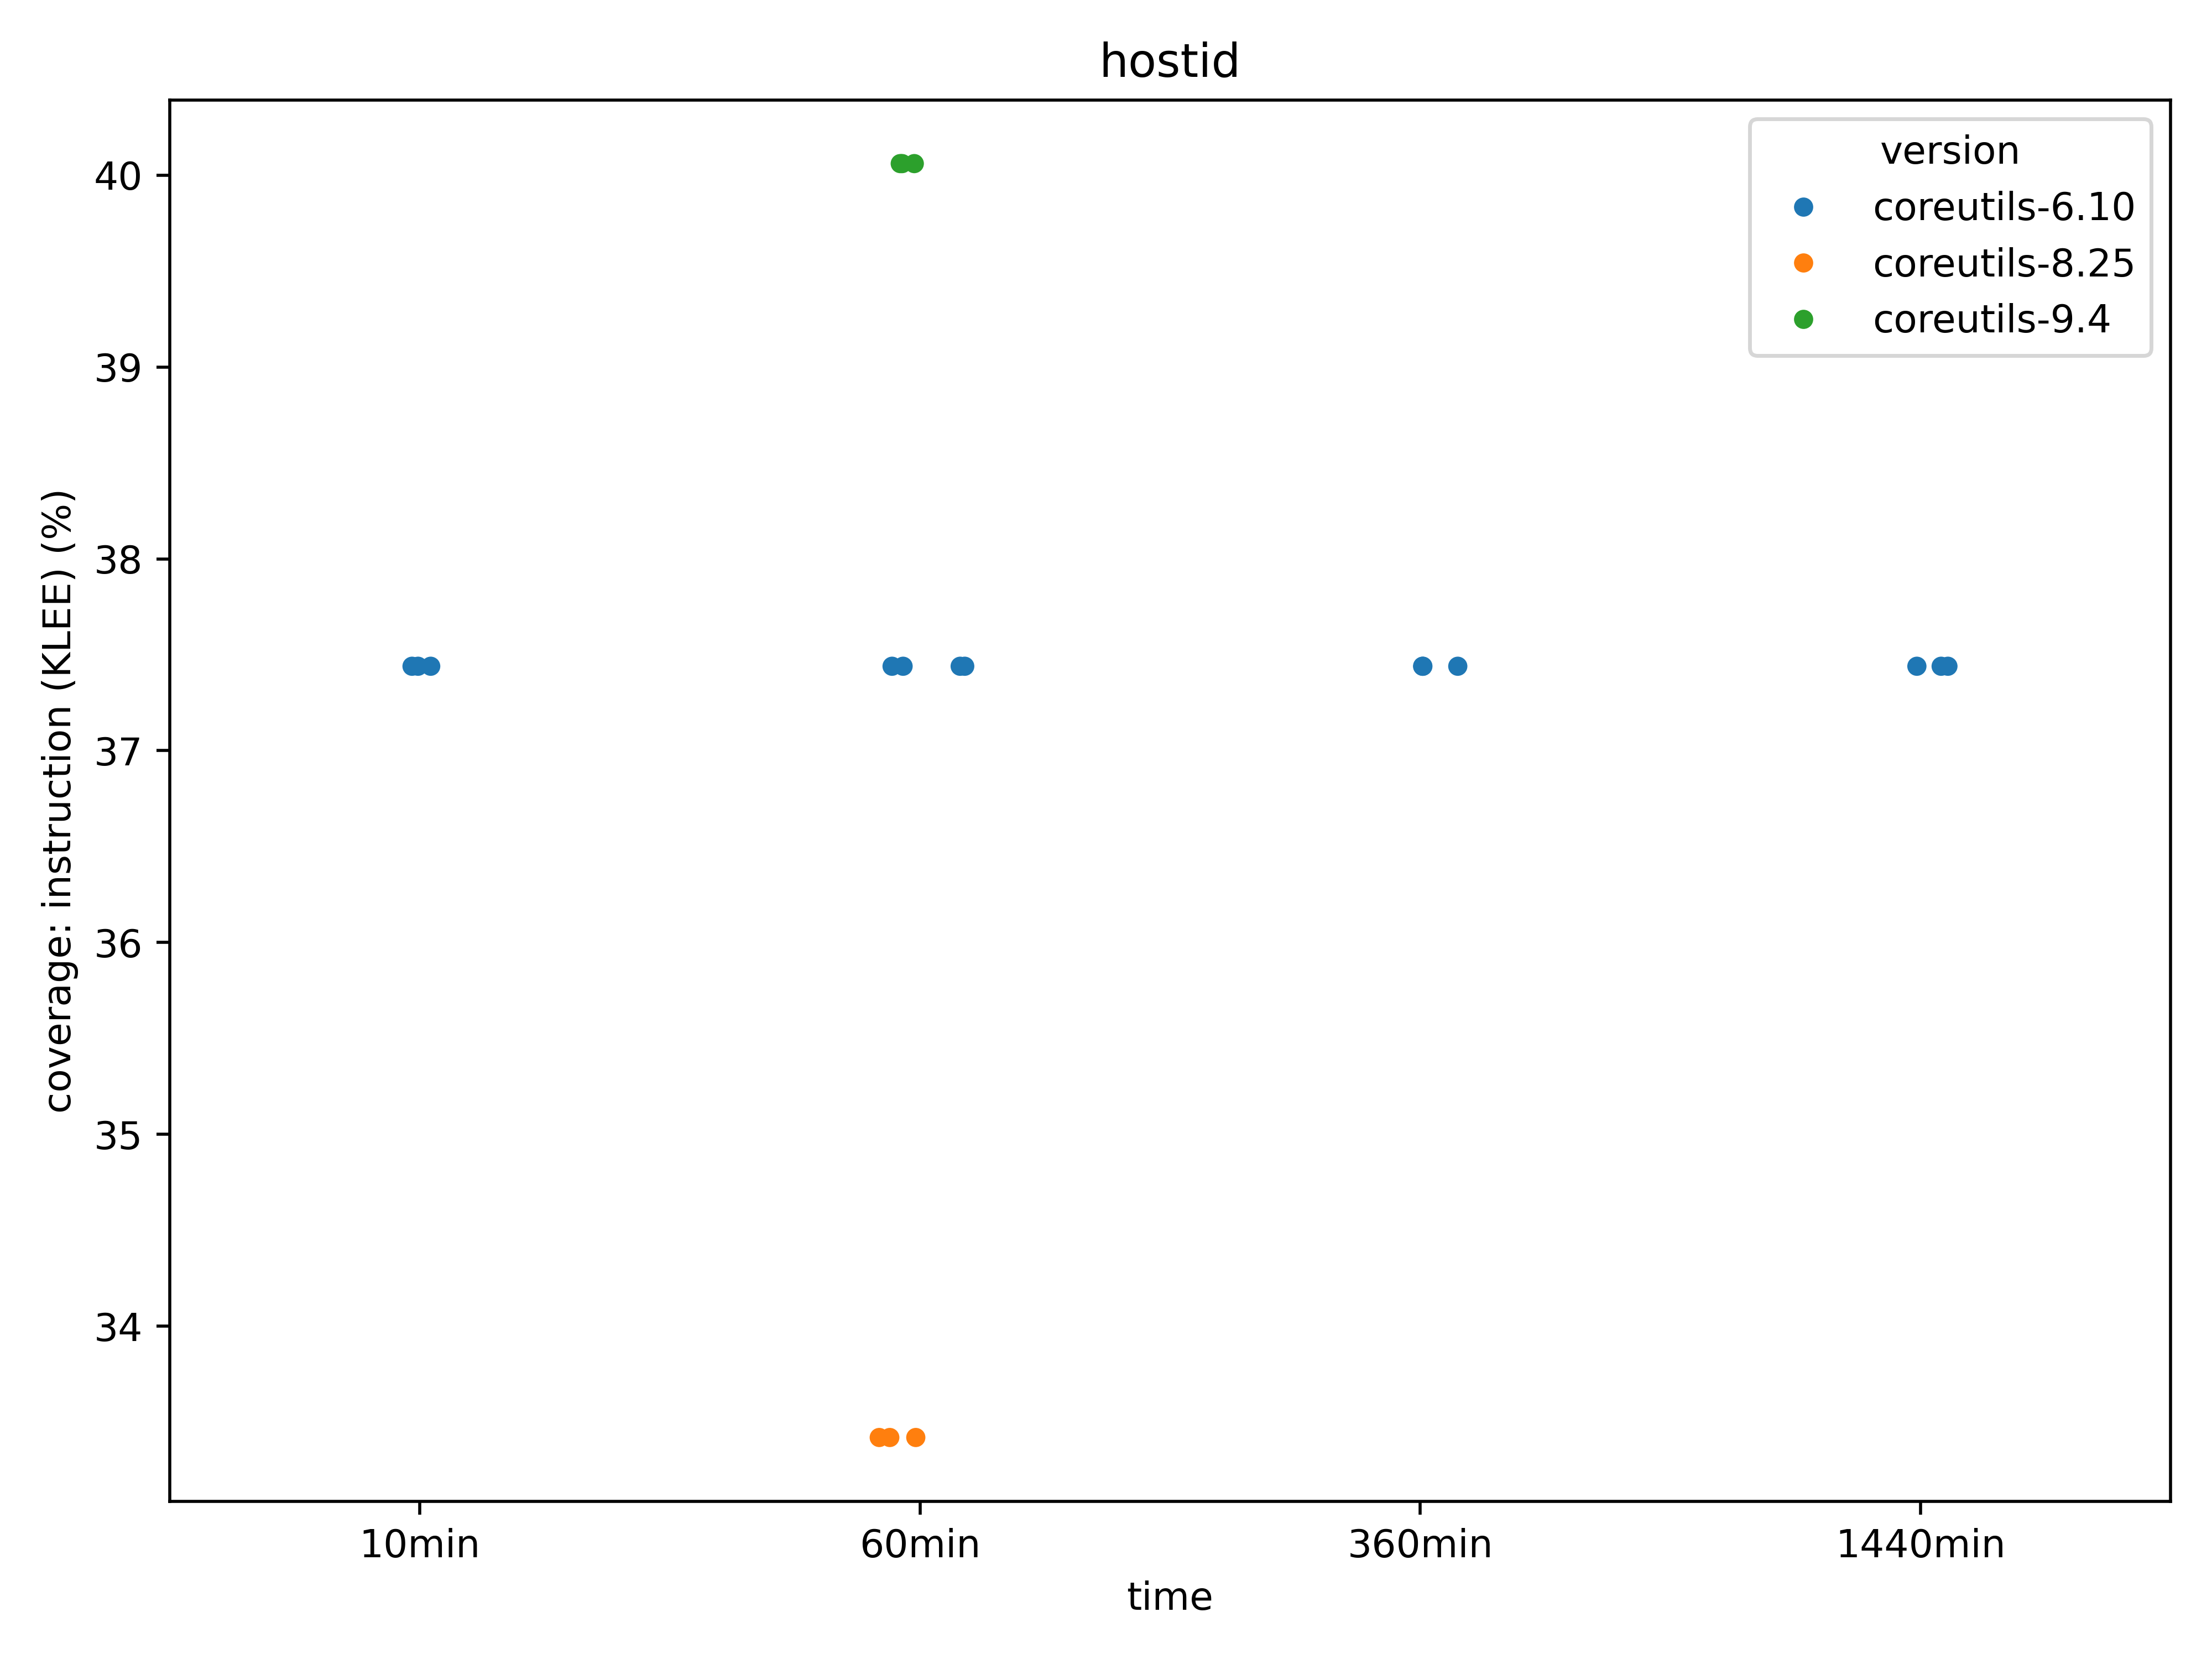 hostid
version
coreutils-6.10
coreutils-8.25
coreutils-9.4
coverage: instruction (KLEE) (%)
40
39
38
37
36
35
34
10min
60min
360min
1440min
time